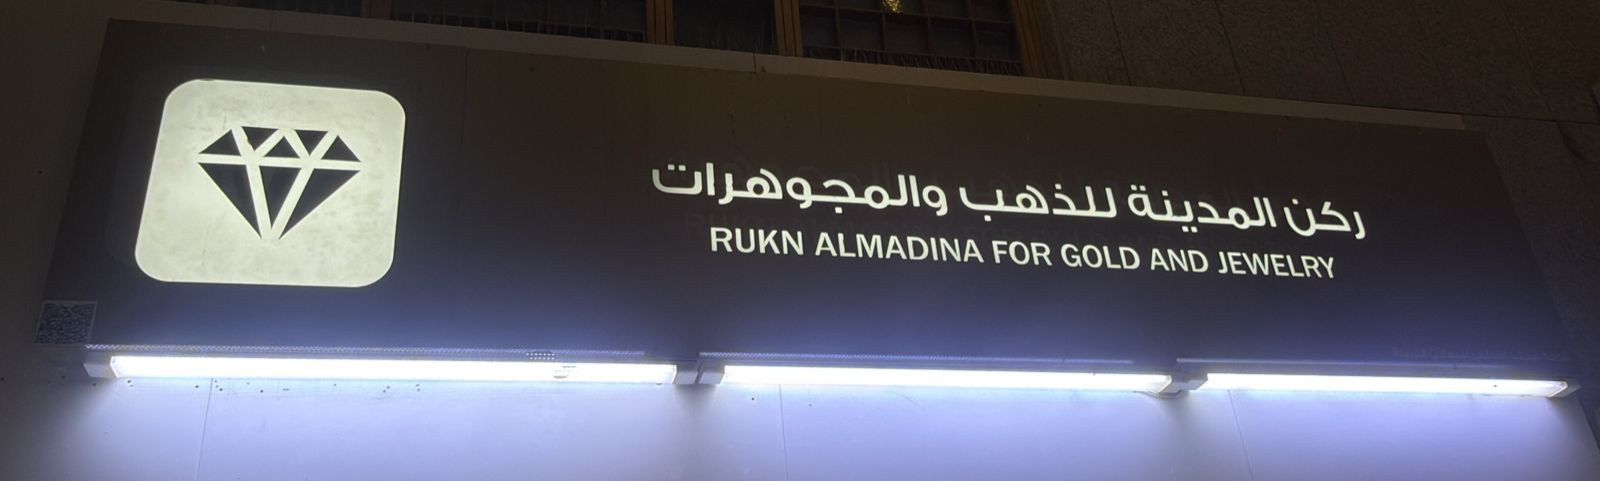 ركن المدينة للذهب والمجوهرات
RUKN ALMADINA FOR GOLD AND JEWELRY